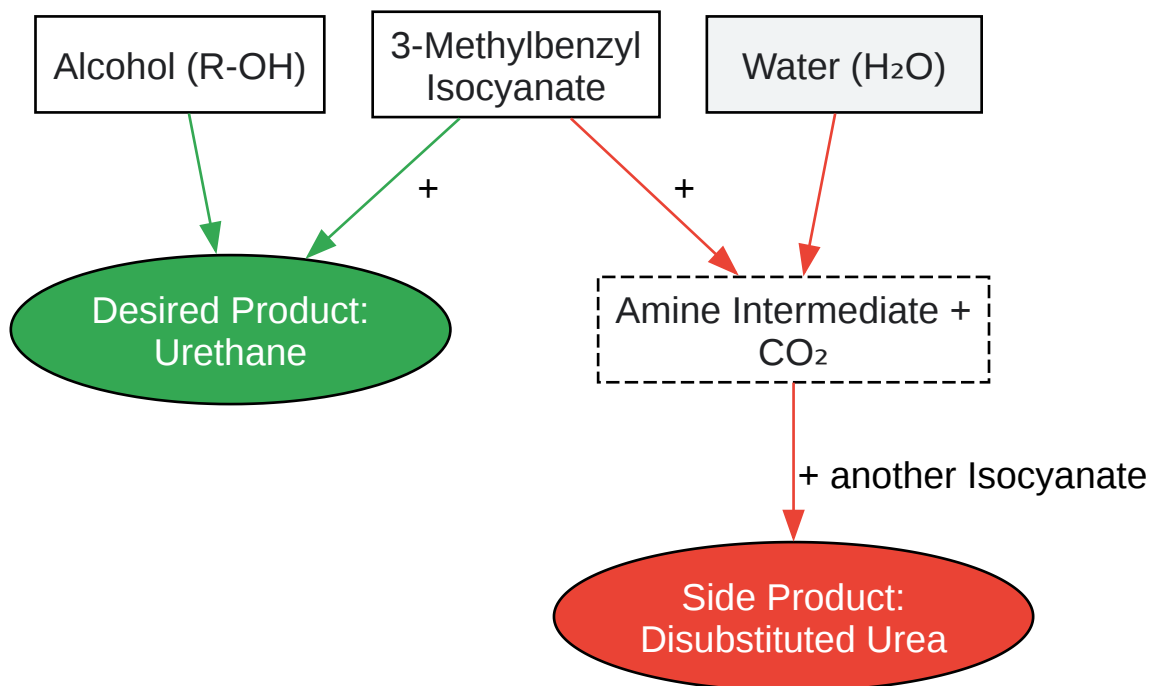 Alcohol (R-OH)
3-Methylbenzyl
Isocyanate
Water (H₂O)
+
+
Desired Product:
Urethane
Amine Intermediate +
CO₂
+ another Isocyanate
Side Product:
Disubstituted Urea